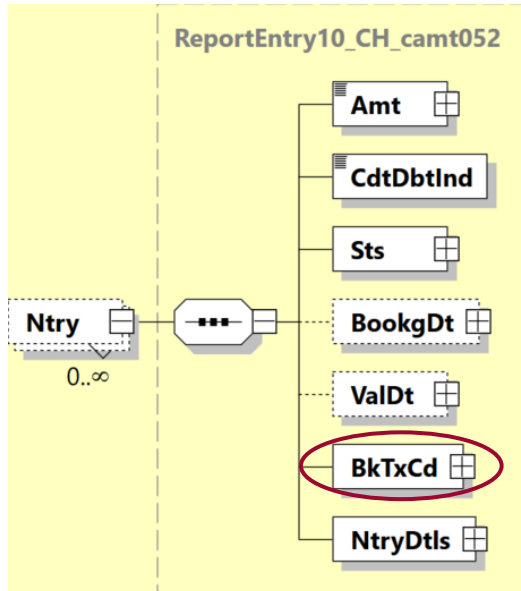 ReportEntry10_CH_camt052
Amt
CdtDbtInd
Sts
Ntry
BookgDt
0..∞
ValDt
BkTxCd
NtryDtls